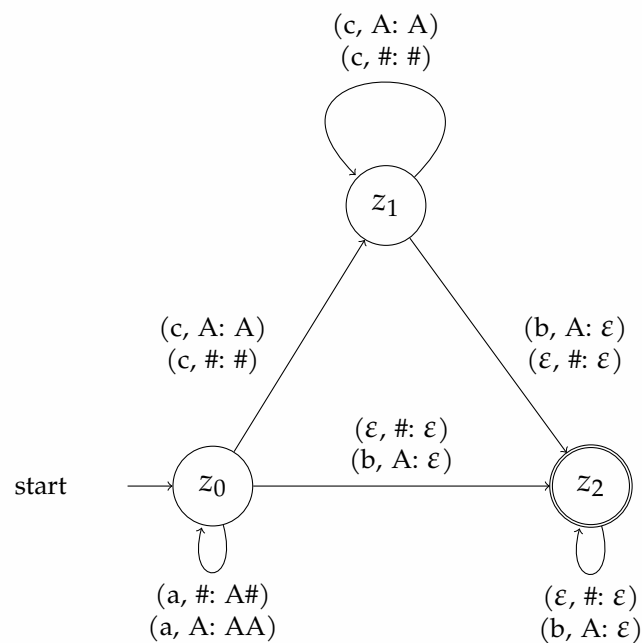 (c, A: A)
(c, #: #)
z1
(c, A: A)
(c, #: #)
(b, A: ε)
(ε, #: ε)
(ε, #: ε)
(b, A: ε)
start
z0
z2
(a, #: A#)
(a, A: AA)
(ε, #: ε)
(b, A: ε)